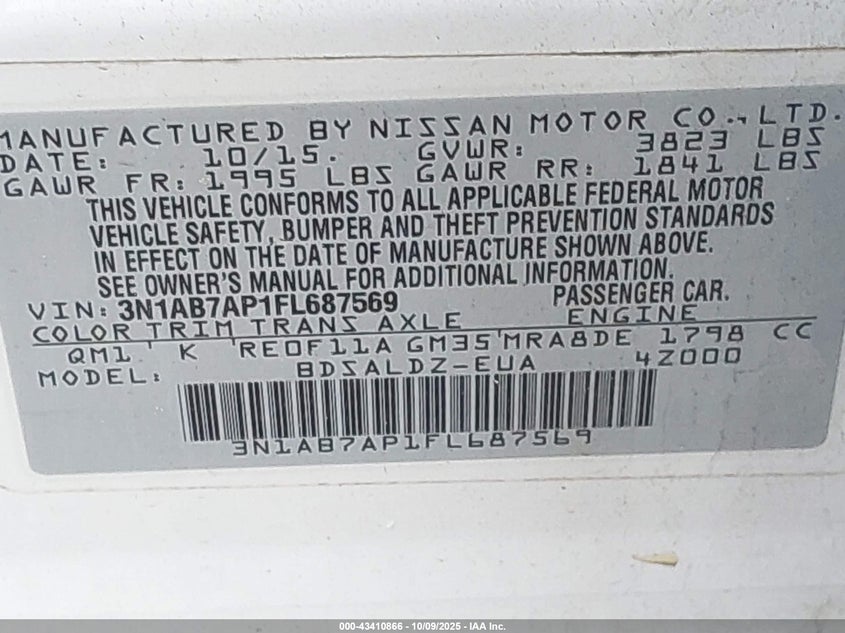 MANUFACTURED BY NISSAN MOTOR CO., LTD.
DATE: 10/15. GVWR: 3823 LBS
GAWR FR: 1995 LBS GAWR RR: 1841 LBS
THIS VEHICLE CONFORMS TO ALL APPLICABLE FEDERAL MOTOR
VEHICLE SAFETY, BUMPER AND THEFT PREVENTION STANDARDS
IN EFFECT ON THE DATE OF MANUFACTURE SHOWN ABOVE.
SEE OWNER'S MANUAL FOR ADDITIONAL INFORMATION.
VIN: 3N1AB7AP1FL687569 PASSENGER CAR.
COLOR TRIM TRANS AXLE ENGINE
QM1 K RE0F11A GM35 MRA8DE 1798 CC
MODEL: BDSALDZ-EUA 4Z000
3N1AB7AP1FL687569
000-43410866 - 10/09/2025 - IAA Inc.